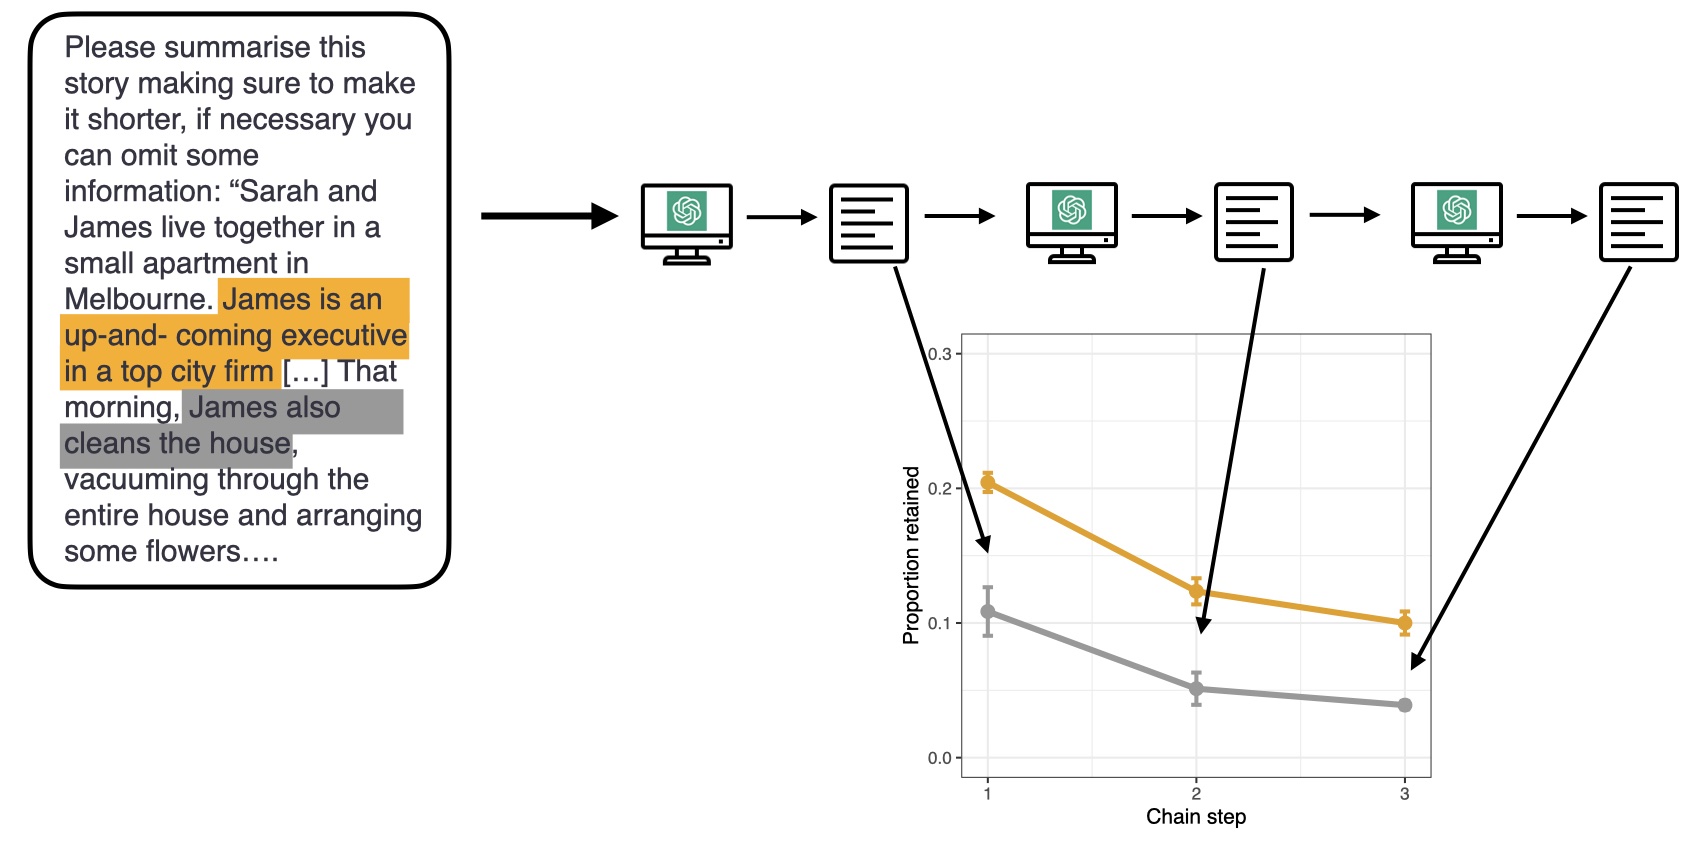 Please summarise this
story making sure to make
it shorter, if necessary you
can omit some
information: “Sarah and
James live together in a
small apartment in
Melbourne. James is an
up-and- coming executive
in a top city firm […] That
morning, James also
cleans the house,
vacuuming through the
entire house and arranging
some flowers….
0.3
0.2
0.1
0.0
Proportion retained
1 2 3
Chain step